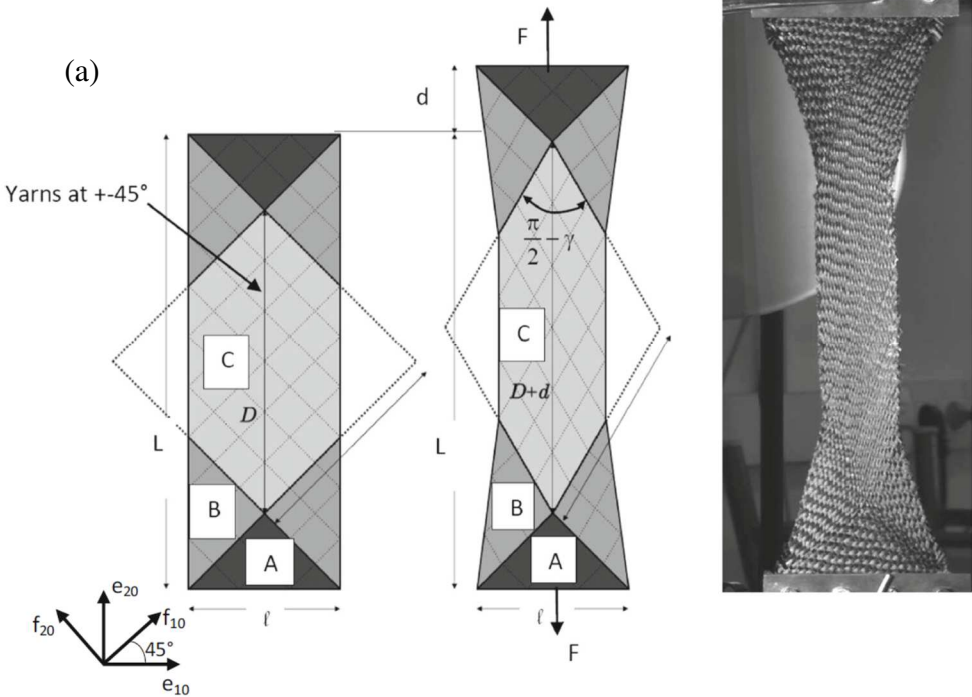 (a)
Yarns at +-45°
C
D
L
B
A
ℓ
e₂₀
f₂₀
f₁₀
45°
e₁₀
F
d
π/2 − γ
C
D+d
L
B
A
ℓ
F